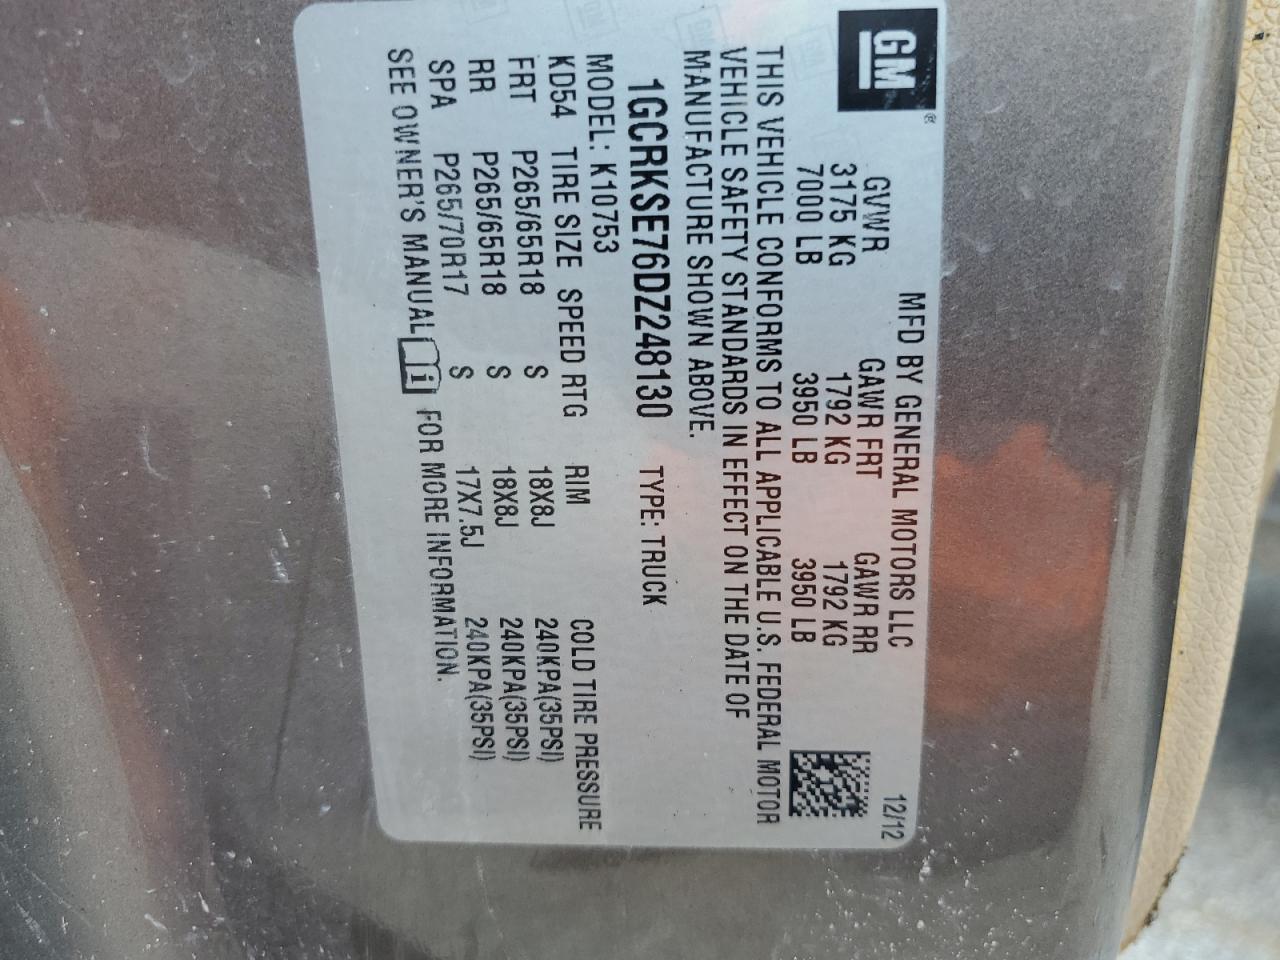 GM®
MFD BY GENERAL MOTORS LLC 12/12
GVWR GAWR FRT GAWR RR
3175 KG 1792 KG 1792 KG
7000 LB 3950 LB 3950 LB
THIS VEHICLE CONFORMS TO ALL APPLICABLE U.S. FEDERAL MOTOR
VEHICLE SAFETY STANDARDS IN EFFECT ON THE DATE OF
MANUFACTURE SHOWN ABOVE.
1GCRKSE76DZ248130 TYPE: TRUCK
MODEL: K10753
KD54 TIRE SIZE SPEED RTG RIM COLD TIRE PRESSURE
FRT P265/65R18 S 18X8J 240KPA(35PSI)
RR P265/65R18 S 18X8J 240KPA(35PSI)
SPA P265/70R17 S 17X7.5J 240KPA(35PSI)
SEE OWNER'S MANUAL i FOR MORE INFORMATION.